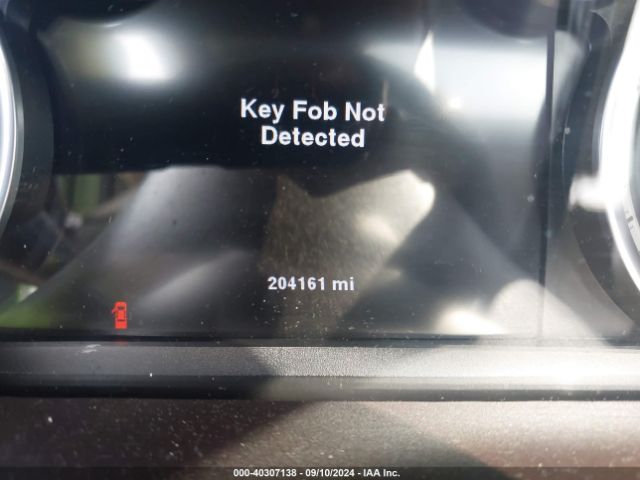 Key Fob Not
Detected
204161 mi
000-40307138 - 09/10/2024 - IAA Inc.